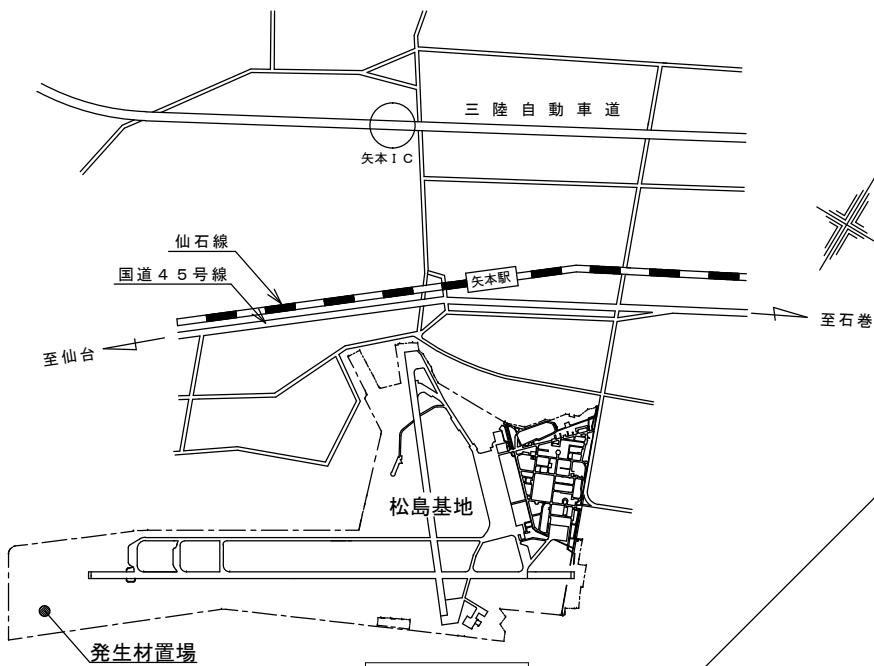 三陸自動車道
矢本IC
仙石線
国道45号線
矢本駅
至石巻
至仙台
松島基地
発生材置場